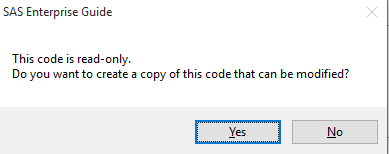 SAS Enterprise Guide
This code is read-only.
Do you want to create a copy of this code that can be modified?
Yes
No